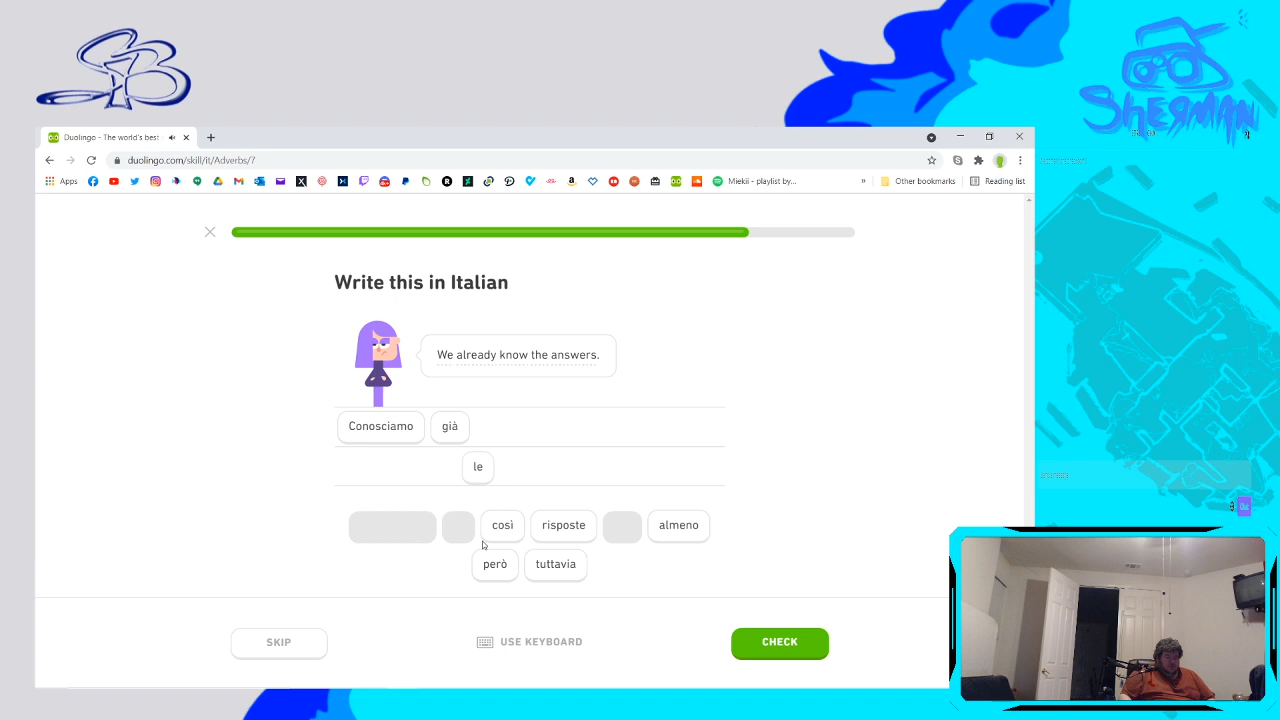 SHERMAN
Duolingo - The world's best
duolingo.com/skill/it/Adverbs/7
Apps
Miekii - playlist by...
»
Other bookmarks
Reading list
Write this in Italian
We already know the answers.
Conosciamo già
le
così risposte almeno
però tuttavia
SKIP
USE KEYBOARD
CHECK